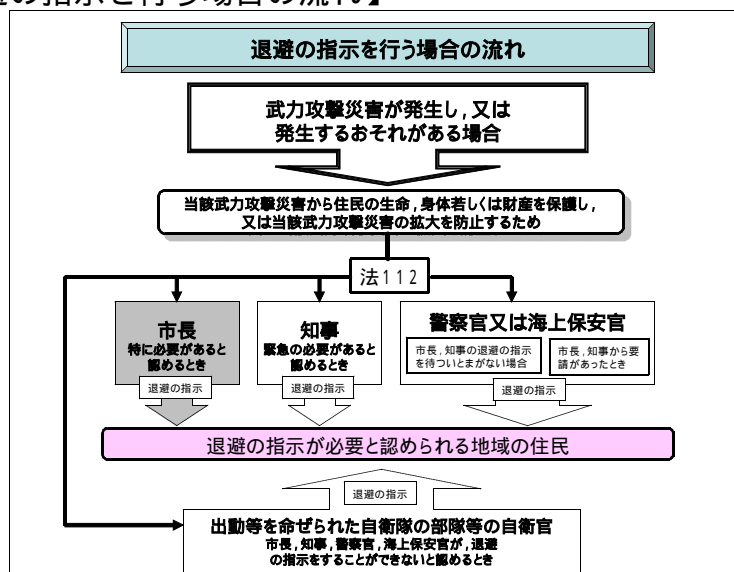 退避の指示を行う場合の流れ
武力攻撃災害が発生し,又は
発生するおそれがある場合
当該武力攻撃災害から住民の生命,身体若しくは財産を保護し,
又は当該武力攻撃災害の拡大を防止するため
法112
市長
特に必要があると
認めるとき
知事
緊急の必要があると
認めるとき
警察官又は海上保安官
市長,知事の退避の指示
を待ついとまがない場合
市長,知事から要
請があったとき
退避の指示
退避の指示
退避の指示
退避の指示が必要と認められる地域の住民
退避の指示
出動等を命ぜられた自衛隊の部隊等の自衛官
市長,知事,警察官,海上保安官が,退避
の指示をすることができないと認めるとき